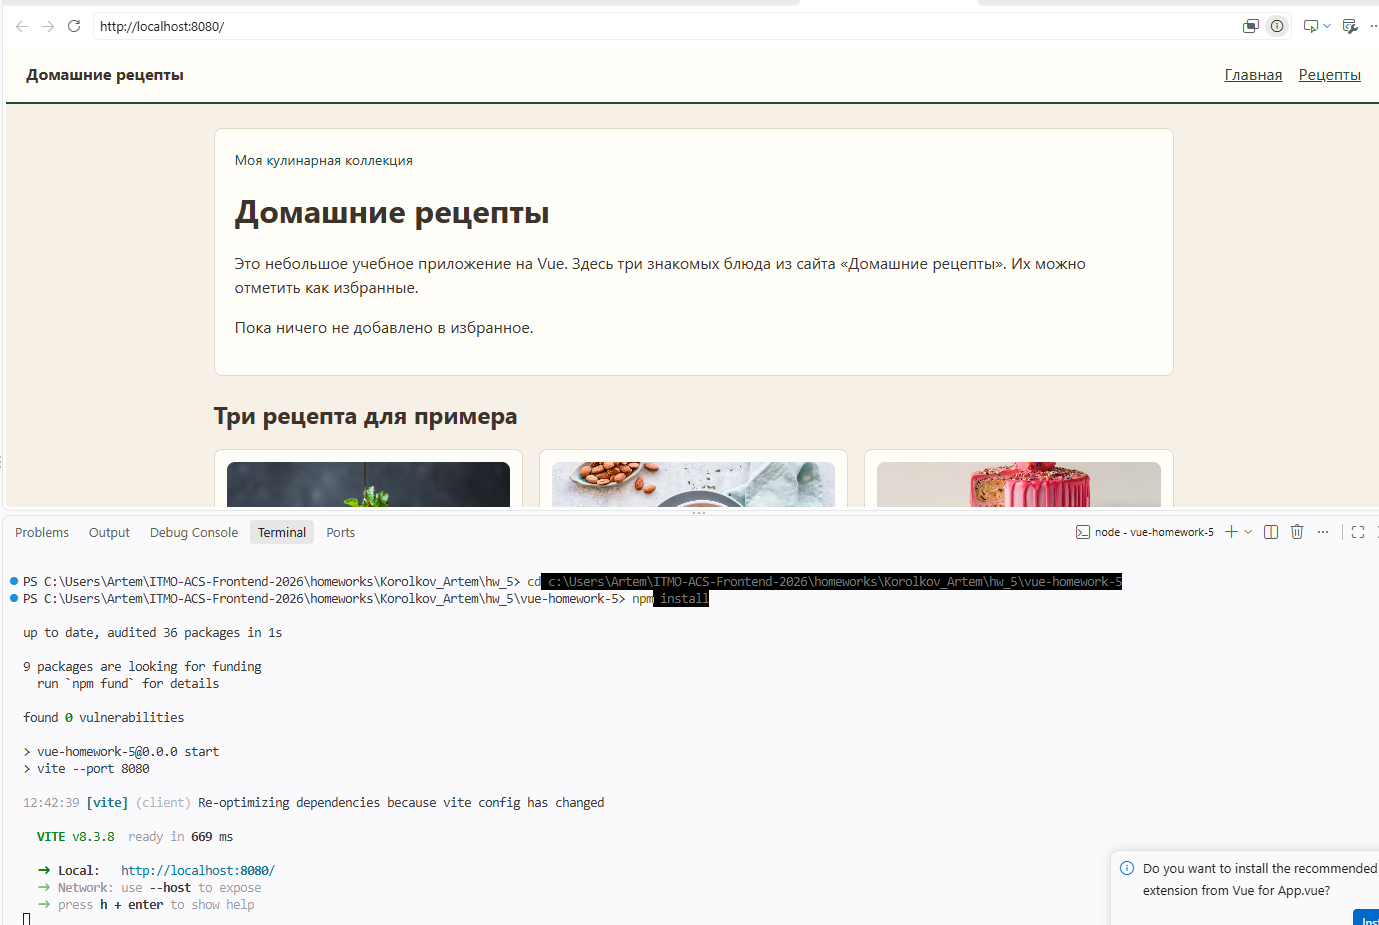 http://localhost:8080/
Домашние рецепты
Главная Рецепты
Моя кулинарная коллекция
Домашние рецепты
Это небольшое учебное приложение на Vue. Здесь три знакомых блюда из сайта «Домашние рецепты». Их можно
отметить как избранные.
Пока ничего не добавлено в избранное.
Три рецепта для примера
Problems Output Debug Console Terminal Ports
node - vue-homework-5
PS C:\Users\Artem\ITMO-ACS-Frontend-2026\homeworks\Korolkov_Artem\hw_5> cd c:\Users\Artem\ITMO-ACS-Frontend-2026\homeworks\Korolkov_Artem\hw_5\vue-homework-5
PS C:\Users\Artem\ITMO-ACS-Frontend-2026\homeworks\Korolkov_Artem\hw_5\vue-homework-5> npm install
up to date, audited 36 packages in 1s
9 packages are looking for funding
run `npm fund` for details
found 0 vulnerabilities
> vue-homework-5@0.0.0 start
> vite --port 8080
12:42:39 [vite] (client) Re-optimizing dependencies because vite config has changed
VITE v8.3.8 ready in 669 ms
➜ Local: http://localhost:8080/
➜ Network: use --host to expose
➜ press h + enter to show help
Do you want to install the recommended
extension from Vue for App.vue?